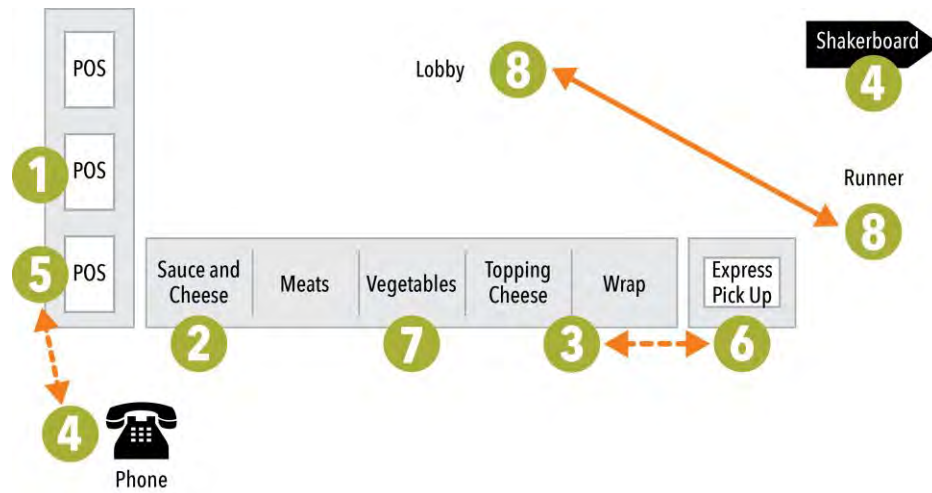 POS
Lobby
8
Shakerboard
4
1
POS
Runner
8
5
POS
Sauce and
Cheese
Meats
Vegetables
Topping
Cheese
Wrap
Express
Pick Up
2
7
3
6
4
Phone